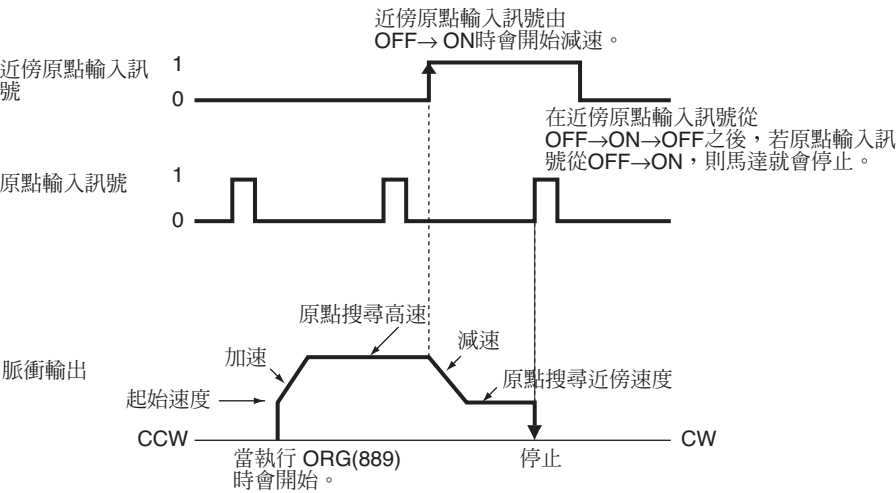 近傍原點輸入訊號由
OFF→ ON時會開始減速。
近傍原點輸入訊
號
1
0
在近傍原點輸入訊號從
OFF→ON→OFF之後，若原點輸入訊
號從OFF→ON，則馬達就會停止。
原點輸入訊號
1
0
原點搜尋高速
加速
減速
脈衝輸出
原點搜尋近傍速度
起始速度
CCW
CW
當執行 ORG(889)
時會開始。
停止